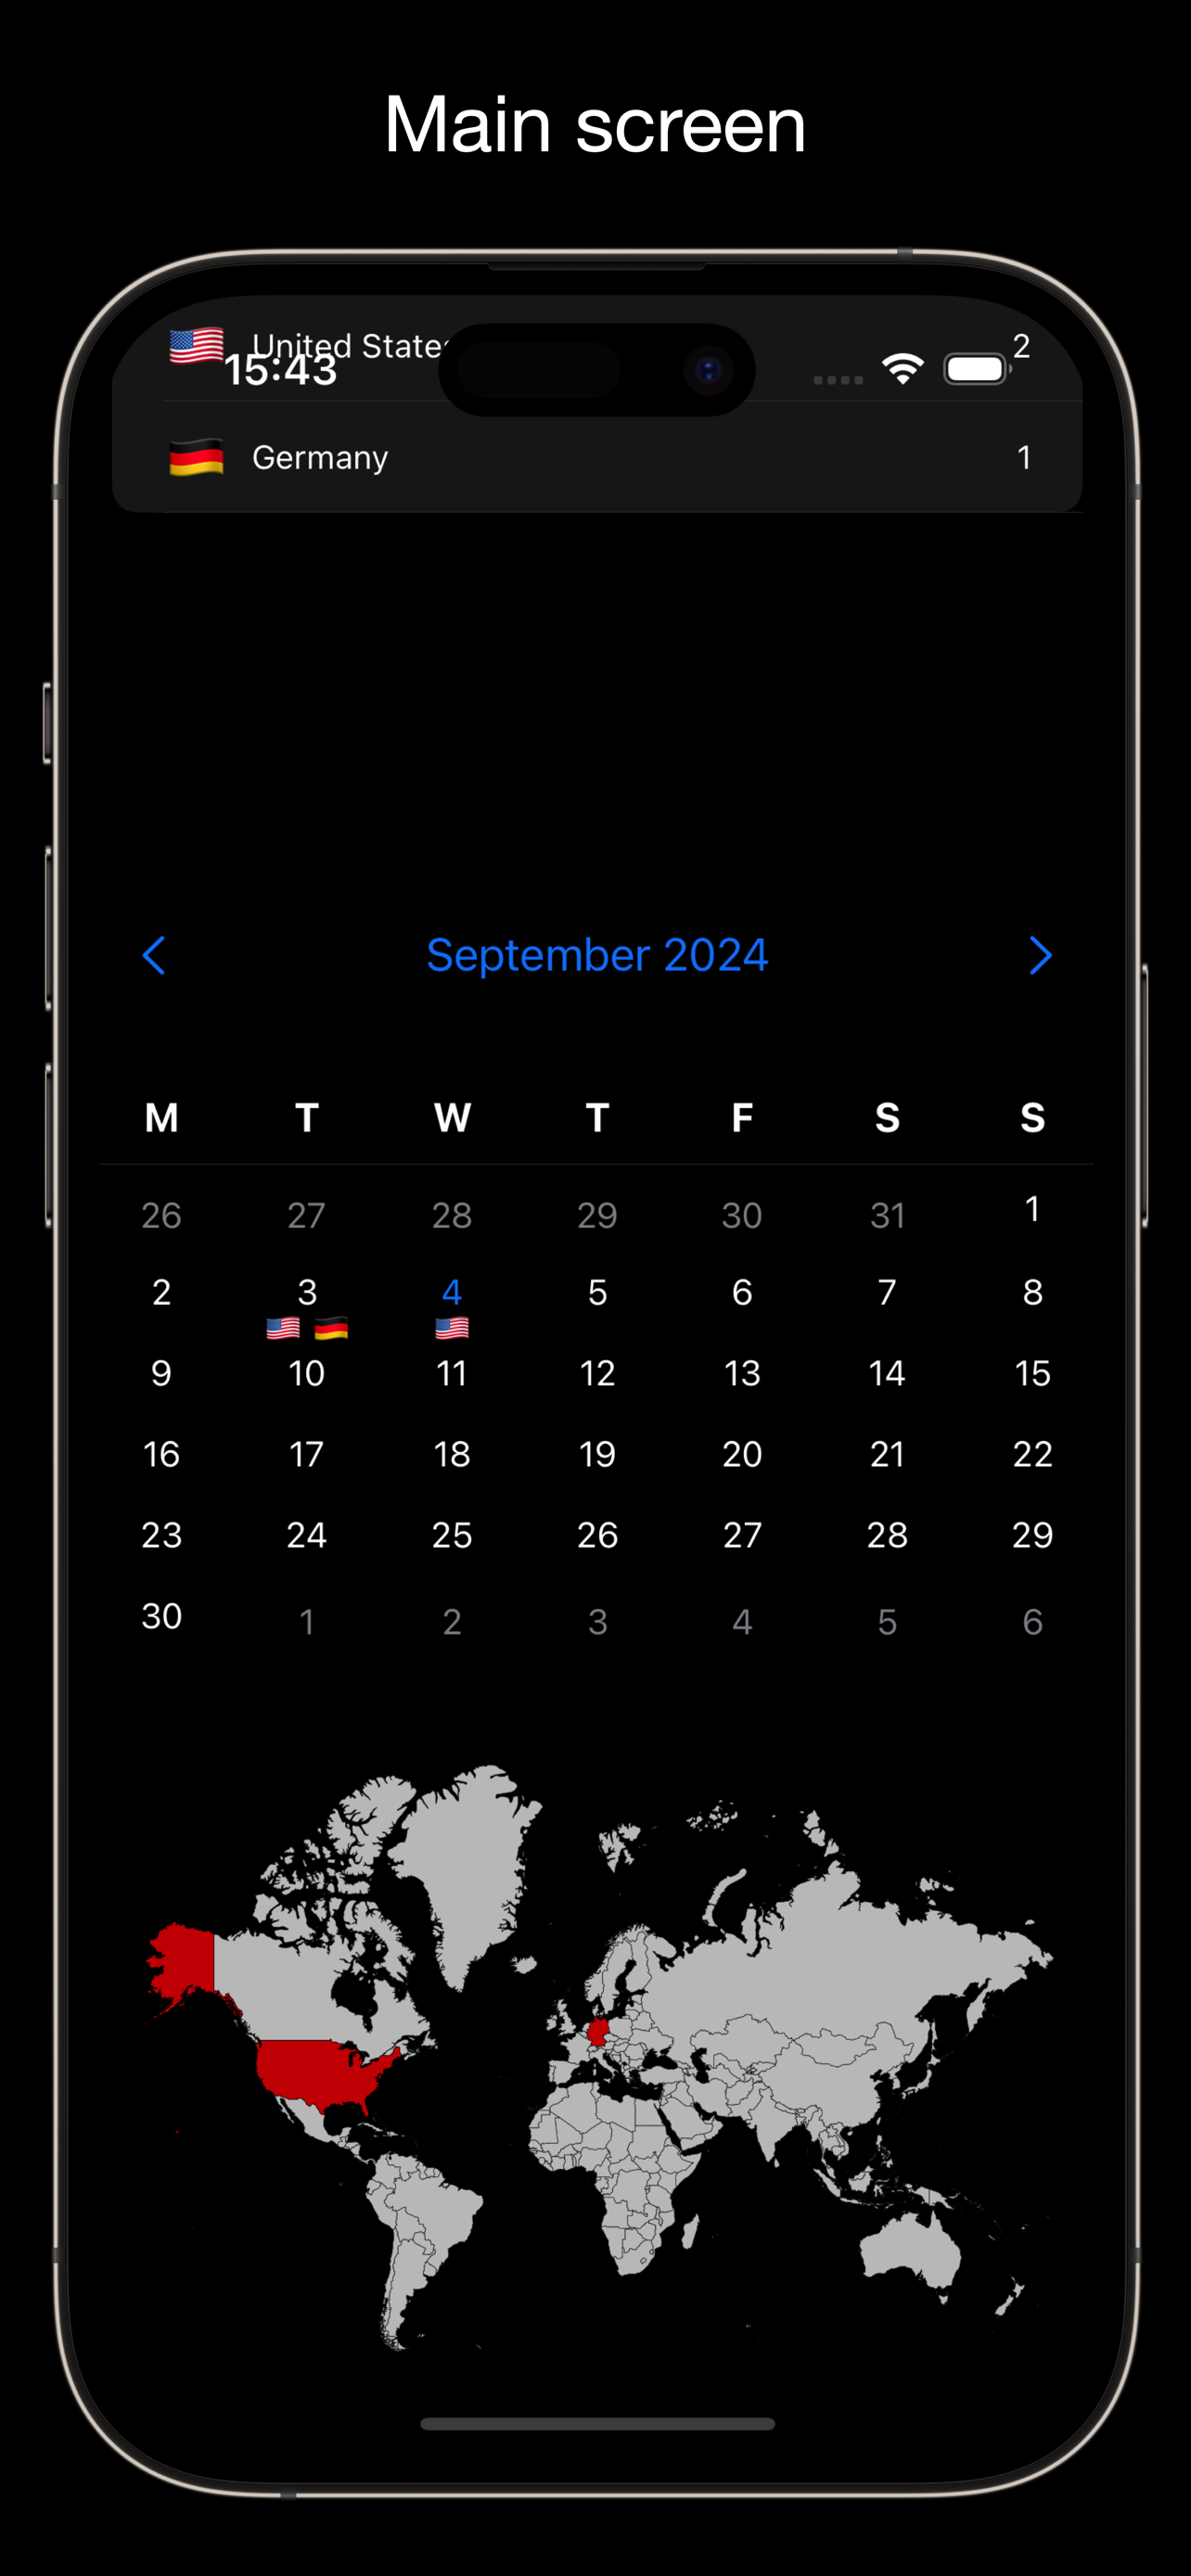 Main screen
United States 2
15:43
Germany 1
September 2024
M T W T F S S
26 27 28 29 30 31 1
2 3 4 5 6 7 8
9 10 11 12 13 14 15
16 17 18 19 20 21 22
23 24 25 26 27 28 29
30 1 2 3 4 5 6